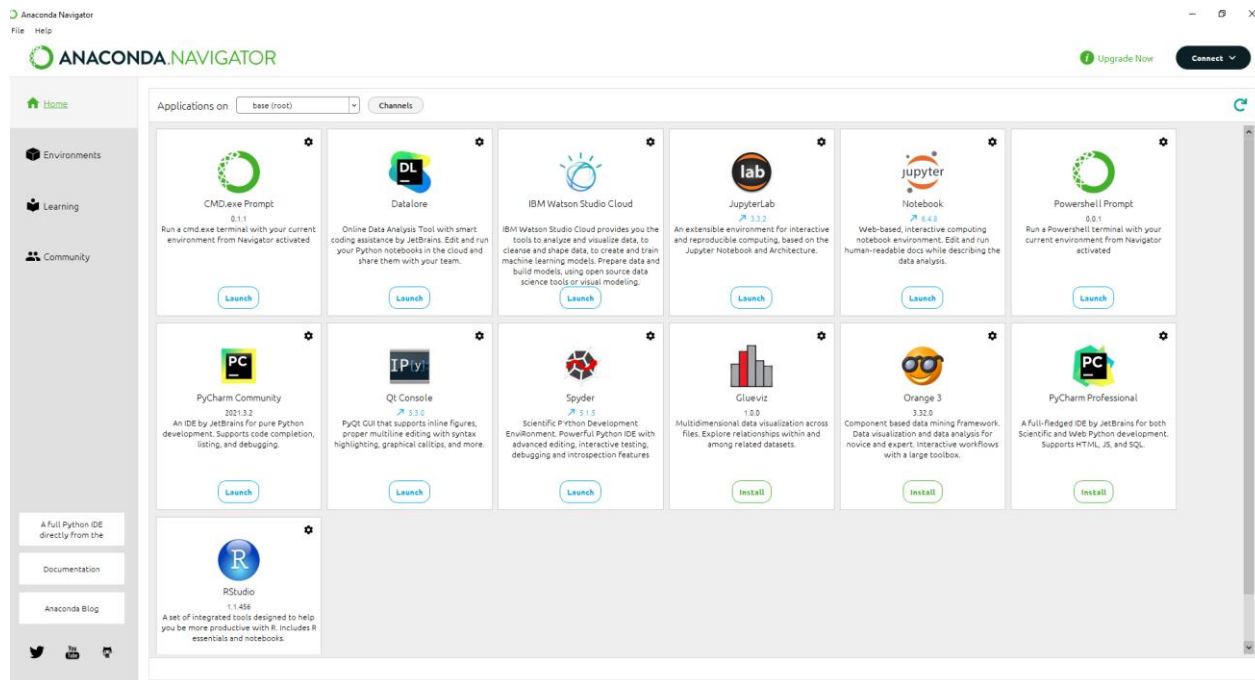 Anaconda Navigator
File Help
ANACONDA.NAVIGATOR
Upgrade Now
Connect
Home
Environments
Learning
Community
A full Python IDE
directly from the
Documentation
Anaconda Blog
You
Tube
Applications on base (root) Channels
CMD.exe Prompt
0.1.1
Run a cmd.exe terminal with your current
environment from Navigator activated
Launch
DL
Datalore
Online Data Analysis Tool with smart
coding assistance by JetBrains. Edit and run
your Python notebooks in the cloud and
share them with your team.
Launch
IBM Watson Studio Cloud
IBM Watson Studio Cloud provides you the
tools to analyze and visualize data, to
cleanse and shape data, to create and train
machine learning models. Prepare data and
build models, using open source data
science tools or visual modeling.
Launch
lab
JupyterLab
3.3.2
An extensible environment for interactive
and reproducible computing, based on the
Jupyter Notebook and Architecture.
Launch
jupyter
Notebook
6.4.8
Web-based, interactive computing
notebook environment. Edit and run
human-readable docs while describing the
data analysis.
Launch
Powershell Prompt
0.0.1
Run a Powershell terminal with your
current environment from Navigator
activated
Launch
PC
PyCharm Community
2021.3.2
An IDE by JetBrains for pure Python
development. Supports code completion,
listing, and debugging.
Launch
IP[y]:
Qt Console
5.3.0
PyQt GUI that supports inline figures,
proper multiline editing with syntax
highlighting, graphical calltips, and more.
Launch
Spyder
5.1.5
Scientific PYthon Development
EnviRonment. Powerful Python IDE with
advanced editing, interactive testing,
debugging and introspection features
Launch
Glueviz
1.0.0
Multidimensional data visualization across
files. Explore relationships within and
among related datasets.
Install
Orange 3
3.32.0
Component based data mining framework.
Data visualization and data analysis for
novice and expert. Interactive workflows
with a large toolbox.
Install
PC
PyCharm Professional
A full-fledged IDE by JetBrains for both
Scientific and Web Python development.
Supports HTML, JS, and SQL.
Install
R
RStudio
1.1.456
A set of integrated tools designed to help
you be more productive with R. Includes R
essentials and notebooks.